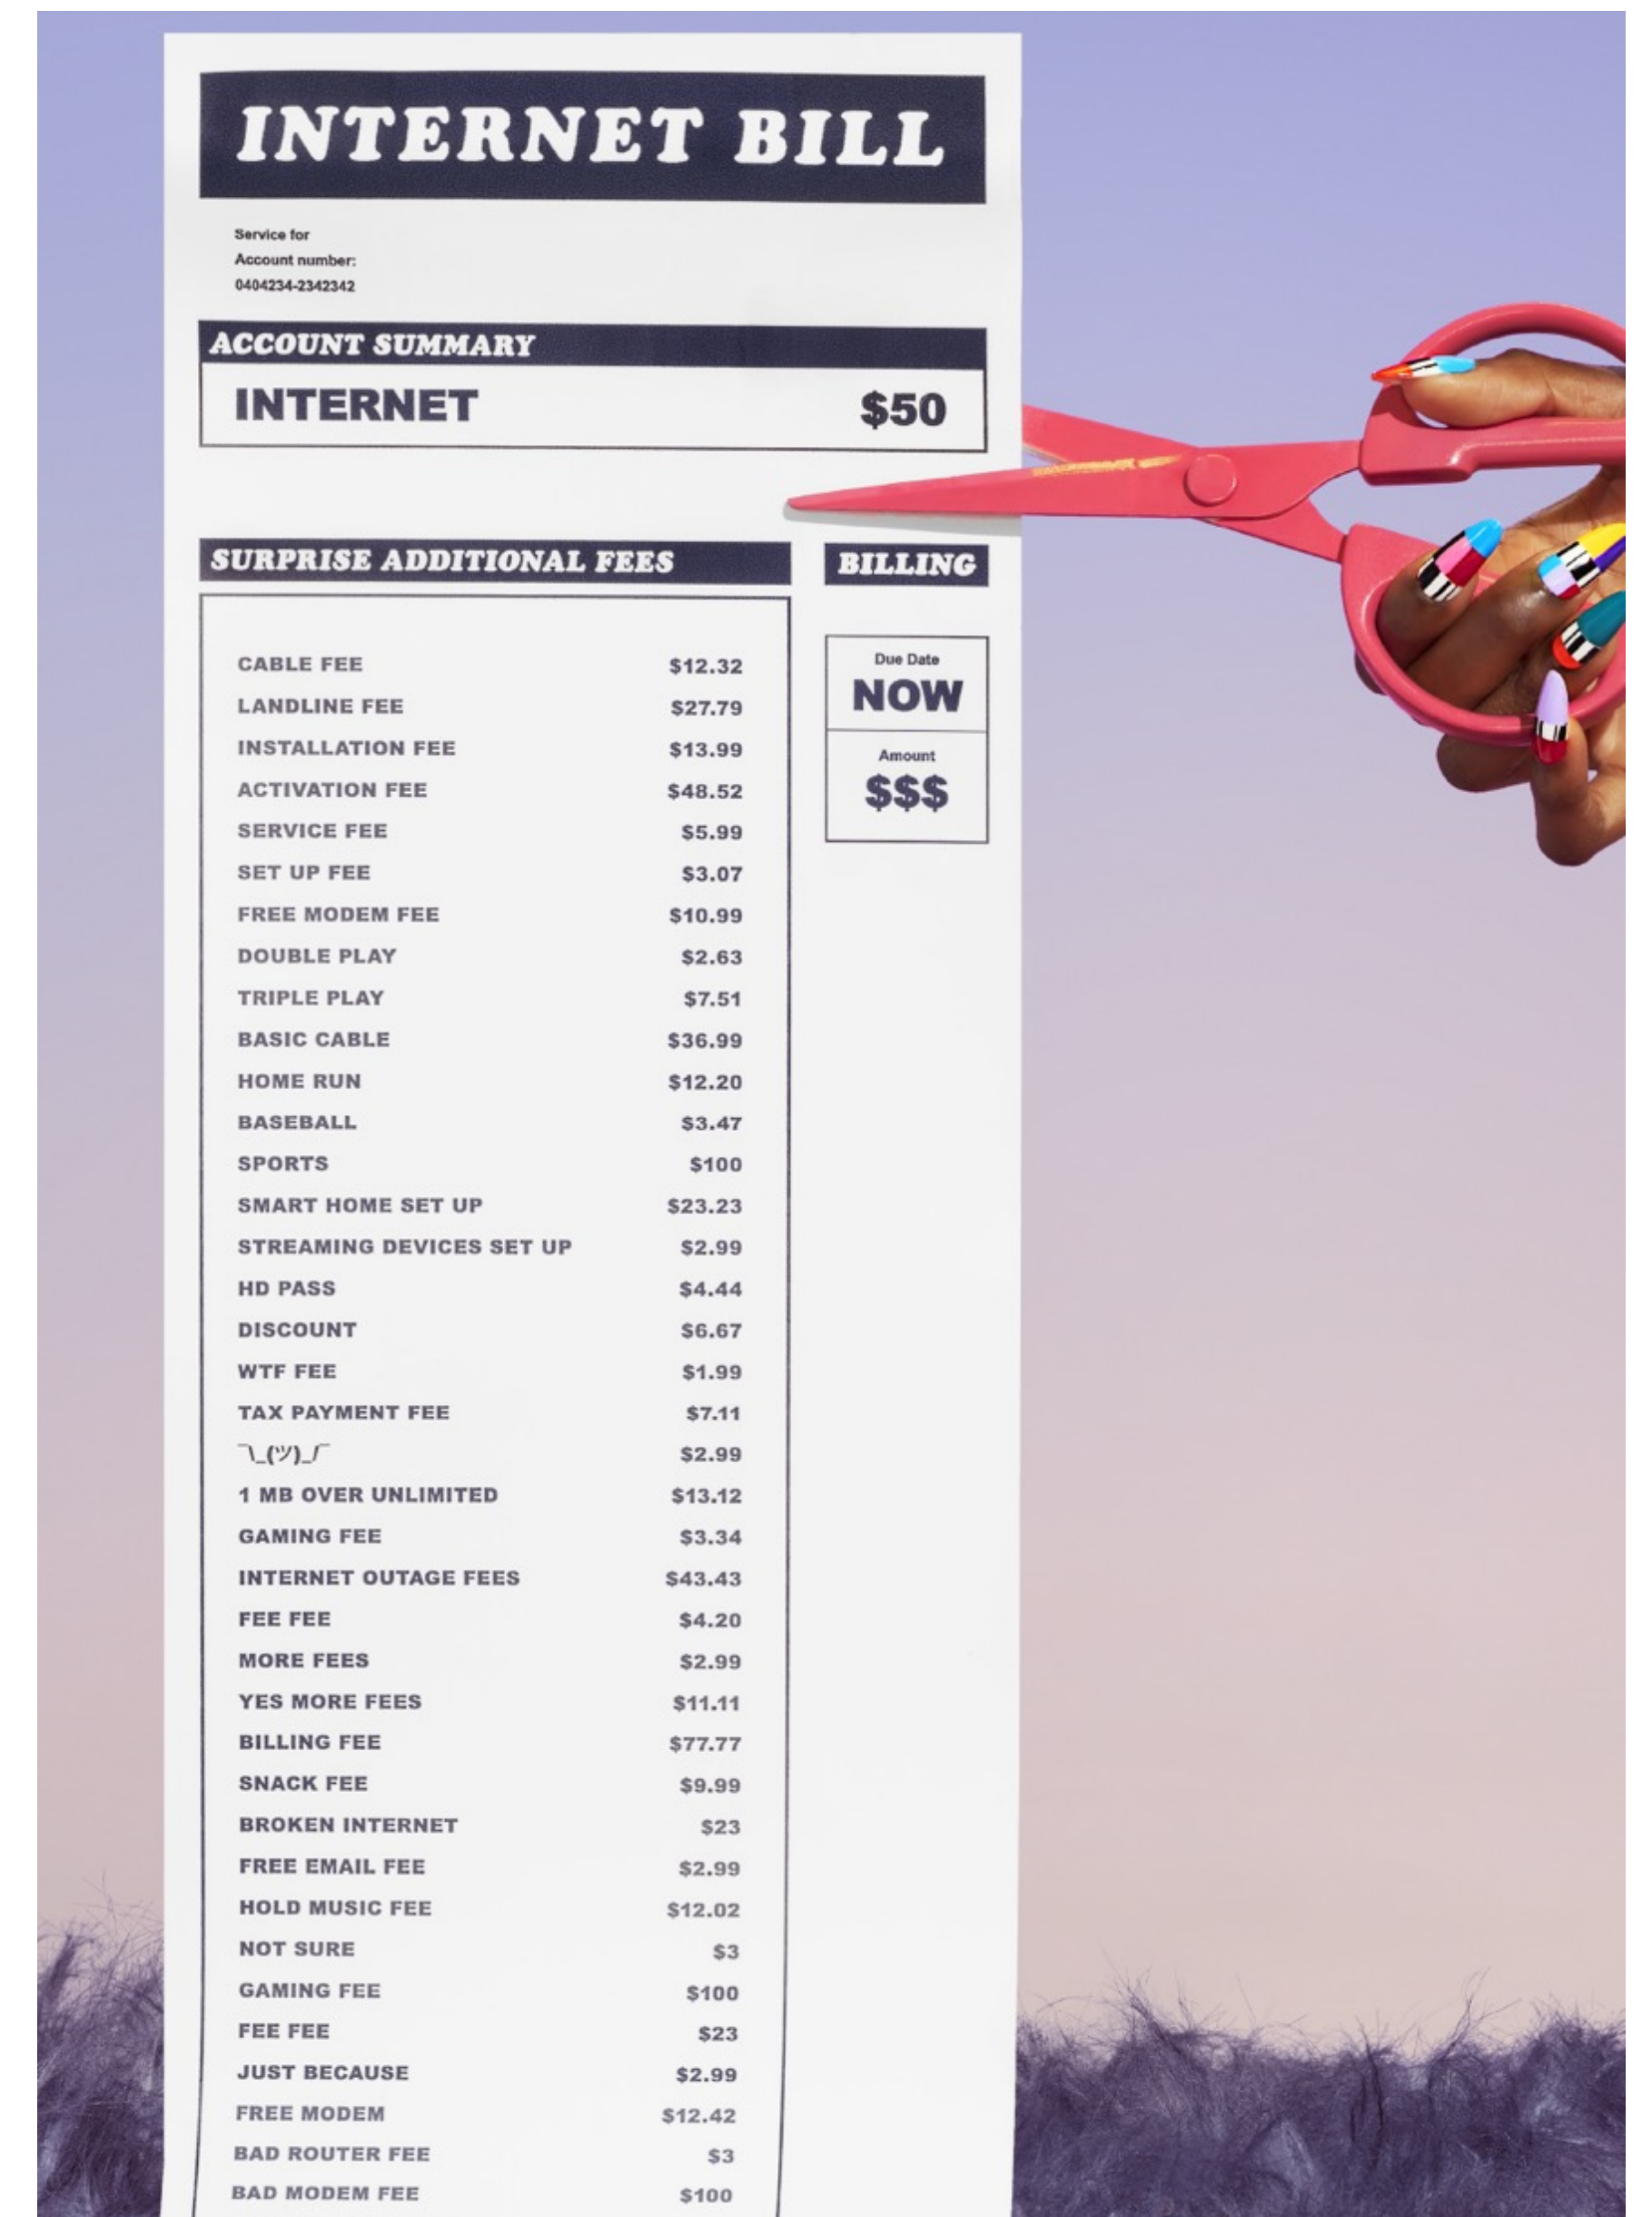 INTERNET BILL
Service for
Account number:
0404234-2342342
ACCOUNT SUMMARY
INTERNET $50
SURPRISE ADDITIONAL FEES
CABLE FEE $12.32
LANDLINE FEE $27.79
INSTALLATION FEE $13.99
ACTIVATION FEE $48.52
SERVICE FEE $5.99
SET UP FEE $3.07
FREE MODEM FEE $10.99
DOUBLE PLAY $2.63
TRIPLE PLAY $7.51
BASIC CABLE $36.99
HOME RUN $12.20
BASEBALL $3.47
SPORTS $100
SMART HOME SET UP $23.23
STREAMING DEVICES SET UP $2.99
HD PASS $4.44
DISCOUNT $6.67
WTF FEE $1.99
TAX PAYMENT FEE $7.11
¯\_(ツ)_/¯ $2.99
1 MB OVER UNLIMITED $13.12
GAMING FEE $3.34
INTERNET OUTAGE FEES $43.43
FEE FEE $4.20
MORE FEES $2.99
YES MORE FEES $11.11
BILLING FEE $77.77
SNACK FEE $9.99
BROKEN INTERNET $23
FREE EMAIL FEE $2.99
HOLD MUSIC FEE $12.02
NOT SURE $3
GAMING FEE $100
FEE FEE $23
JUST BECAUSE $2.99
FREE MODEM $12.42
BAD ROUTER FEE $3
BAD MODEM FEE $100
BILLING
Due Date
NOW
Amount
$$$